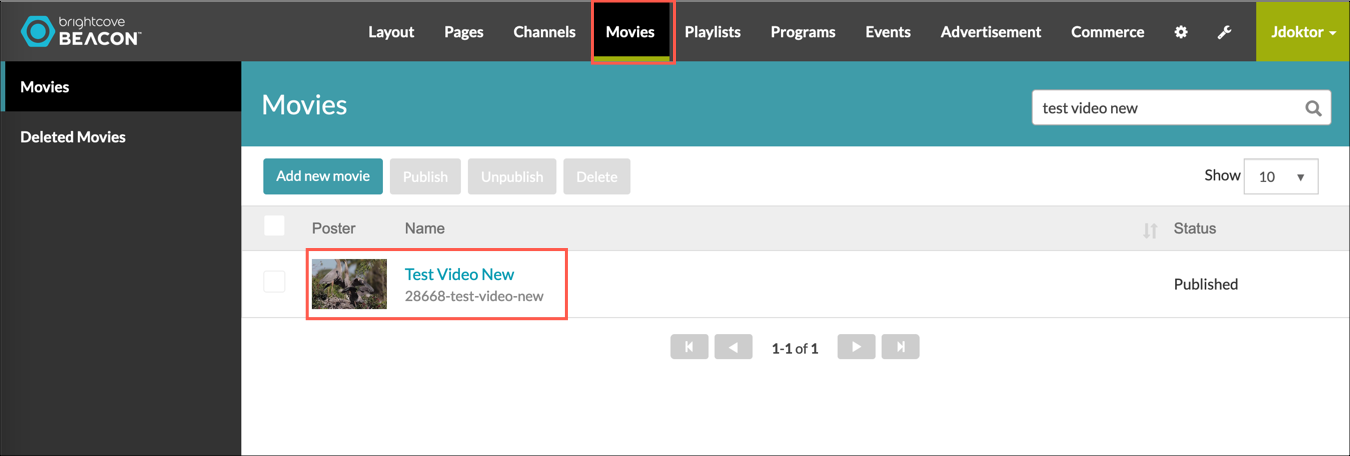 brightcove
BEACON™
Layout Pages Channels Movies Playlists Programs Events Advertisement Commerce Jdoktor
Movies
Deleted Movies
Movies
test video new
Add new movie Publish Unpublish Delete
Show 10
Poster Name Status
Test Video New
28668-test-video-new
Published
1-1 of 1